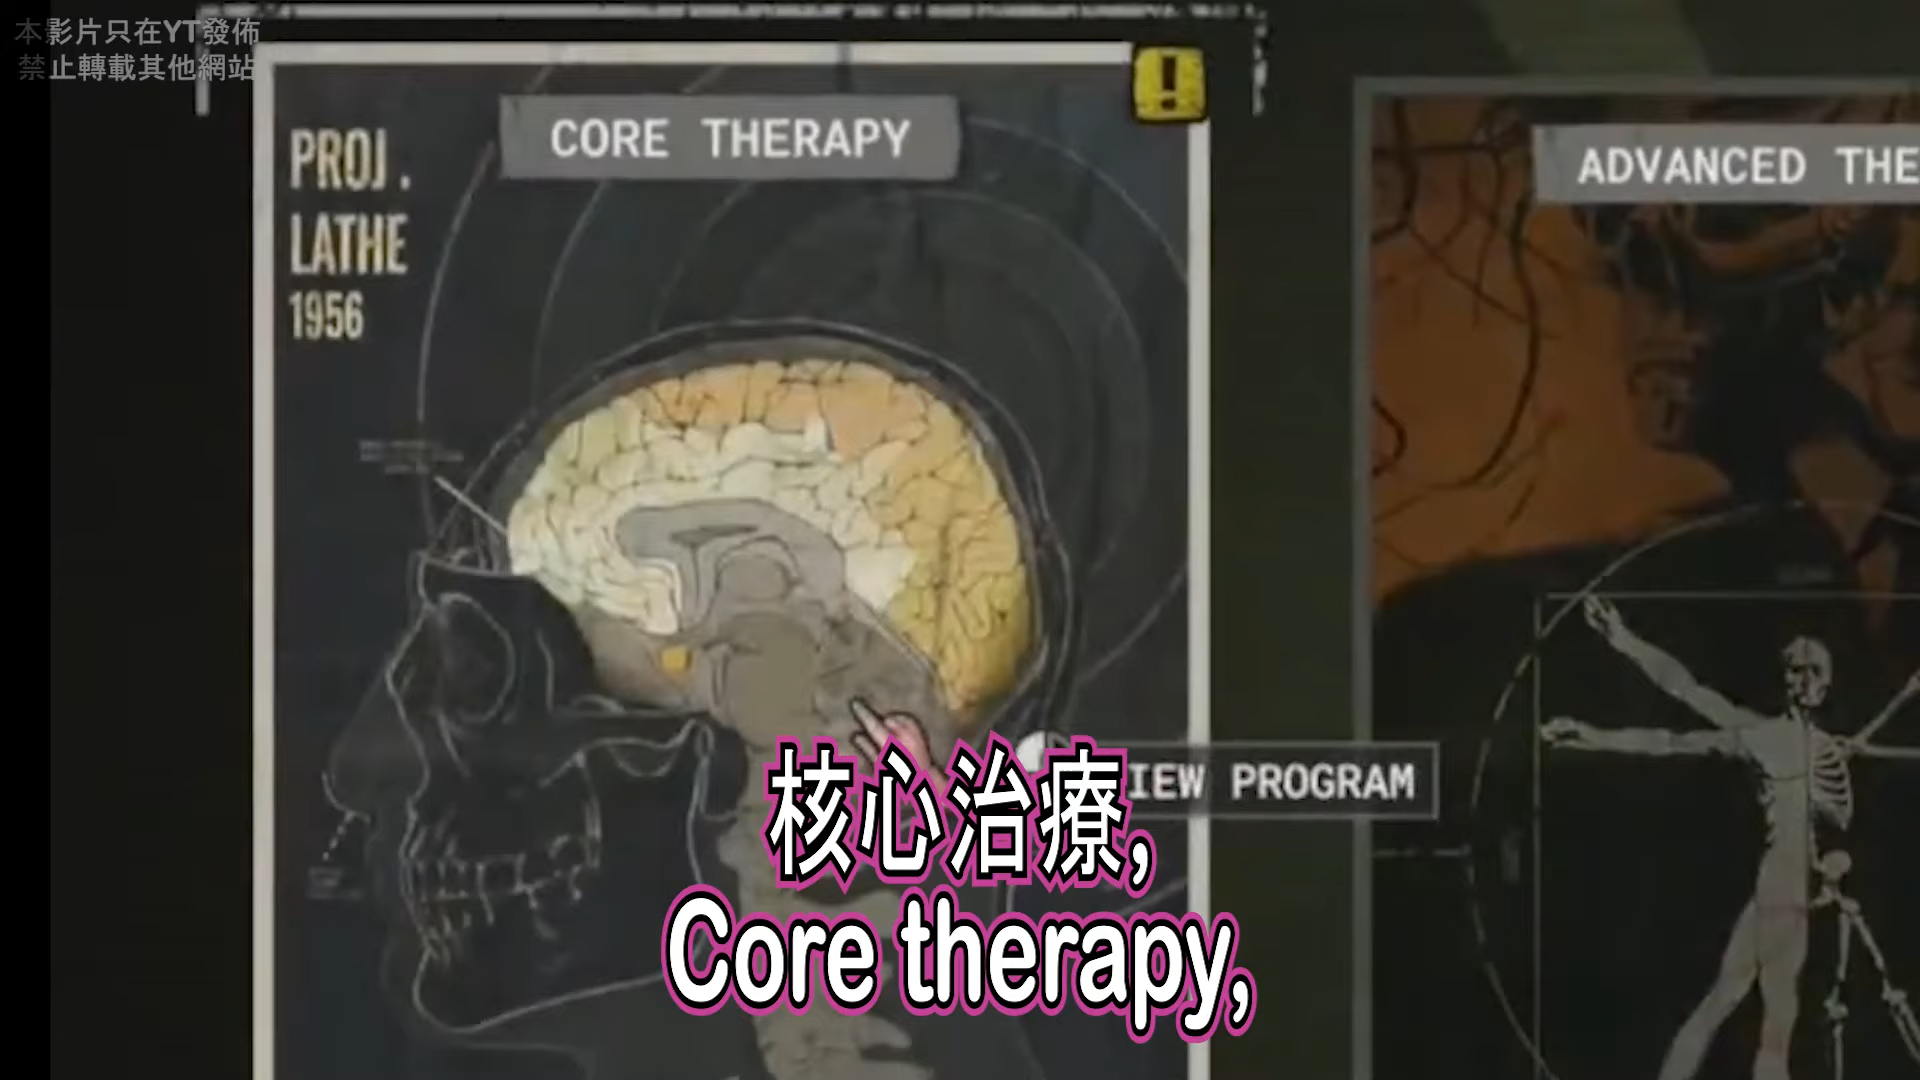 本影片只在YT發佈
禁止轉載其他網站
CORE THERAPY
PROJ.
LATHE
1956
ADVANCED THE
IEW PROGRAM
核心治療,
Core therapy,